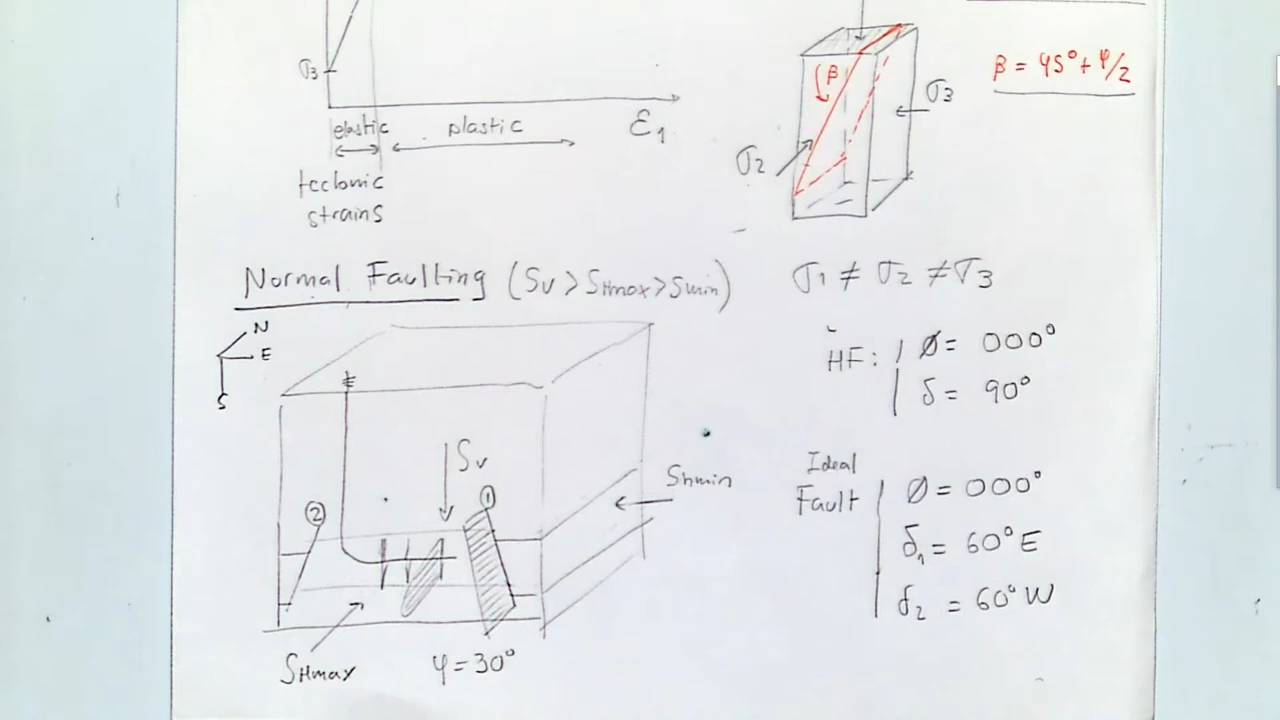 σ3
elastic plastic ε1
tectonic
strains
β
σ2
σ3
β = 45° + φ/2
Normal Faulting (Sv > SHmax > Smin)
σ1 ≠ σ2 ≠ σ3
N
E
S
Sv
Shmin
①
②
SHmax
φ = 30°
HF: Ø = 000°
δ = 90°
Ideal
Fault
Ø = 000°
δ1 = 60° E
δ2 = 60° W